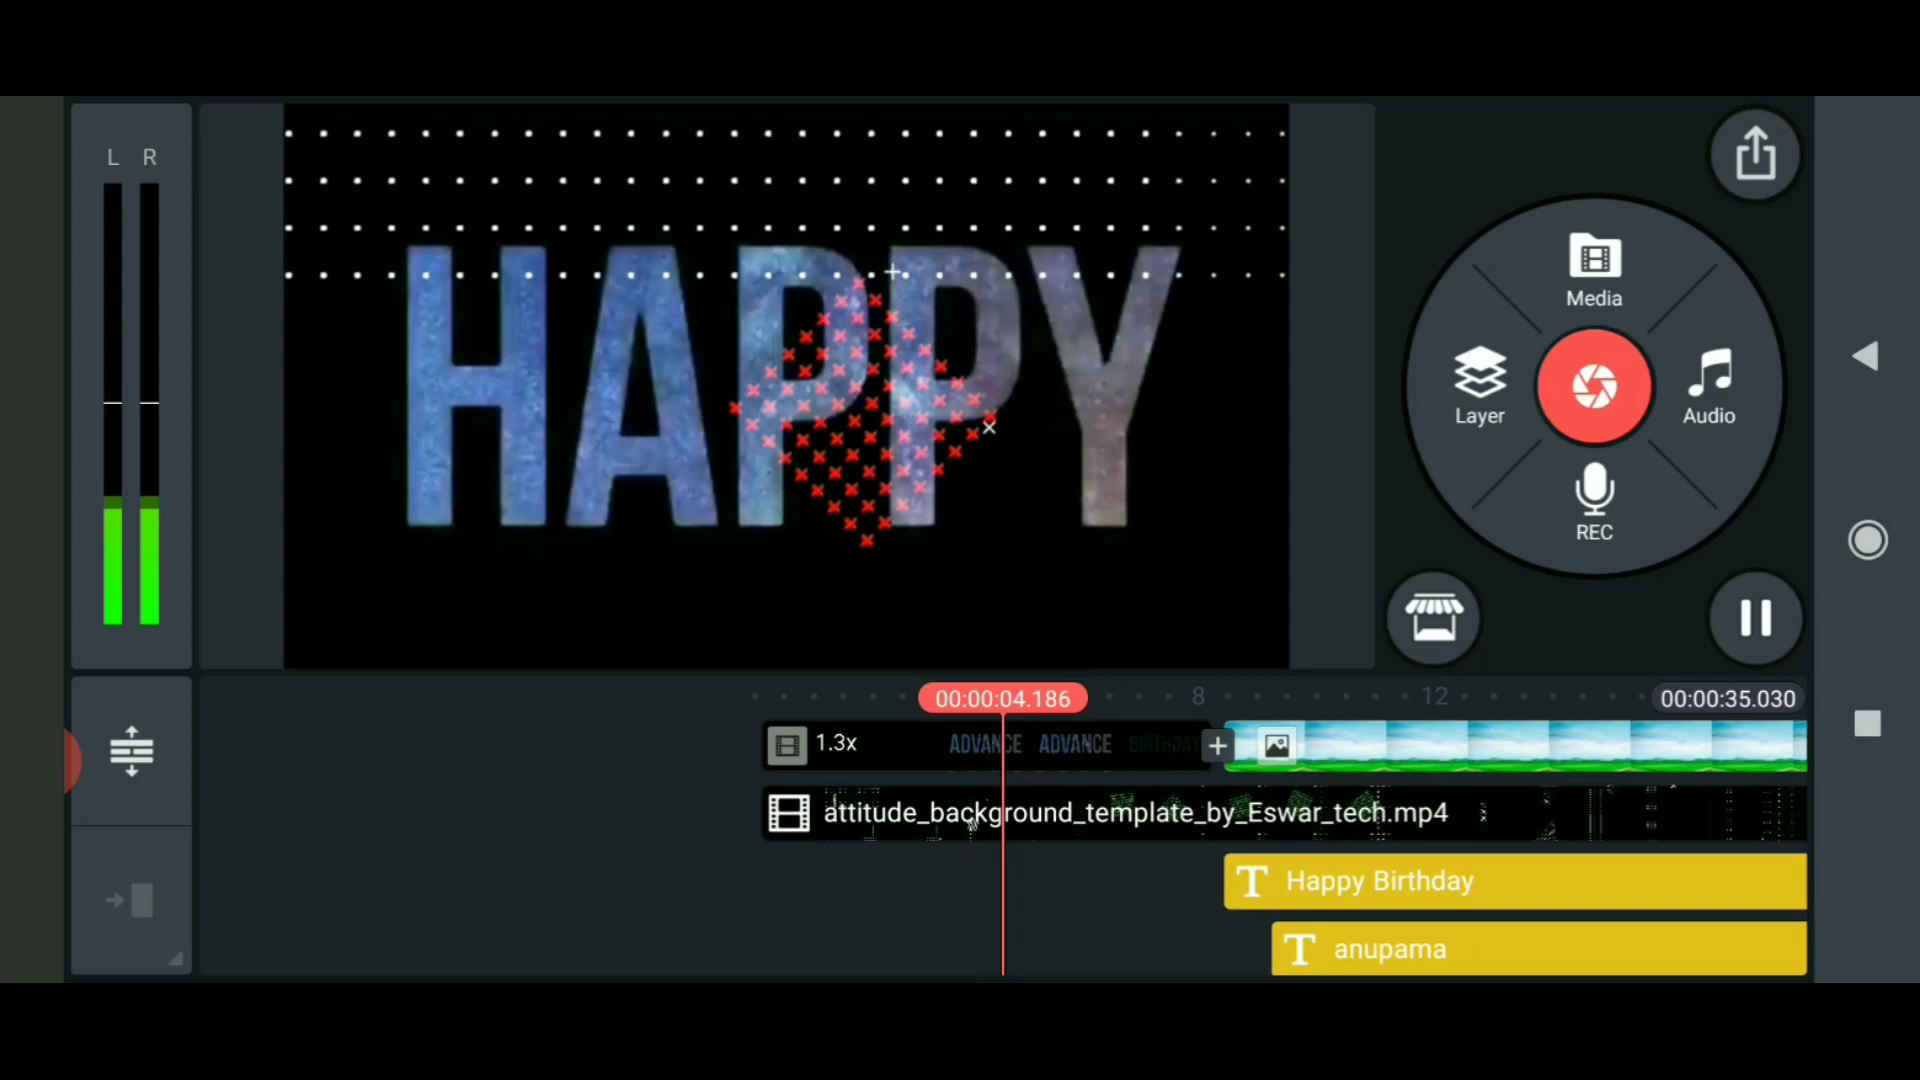 L R
HAPPY
Media
Layer
Audio
REC
00:00:04.186
8
12
00:00:35.030
1.3x
ADVANCE
ADVANCE
BIRTHDAY
attitude_background_template_by_Eswar_tech.mp4
T Happy Birthday
T anupama